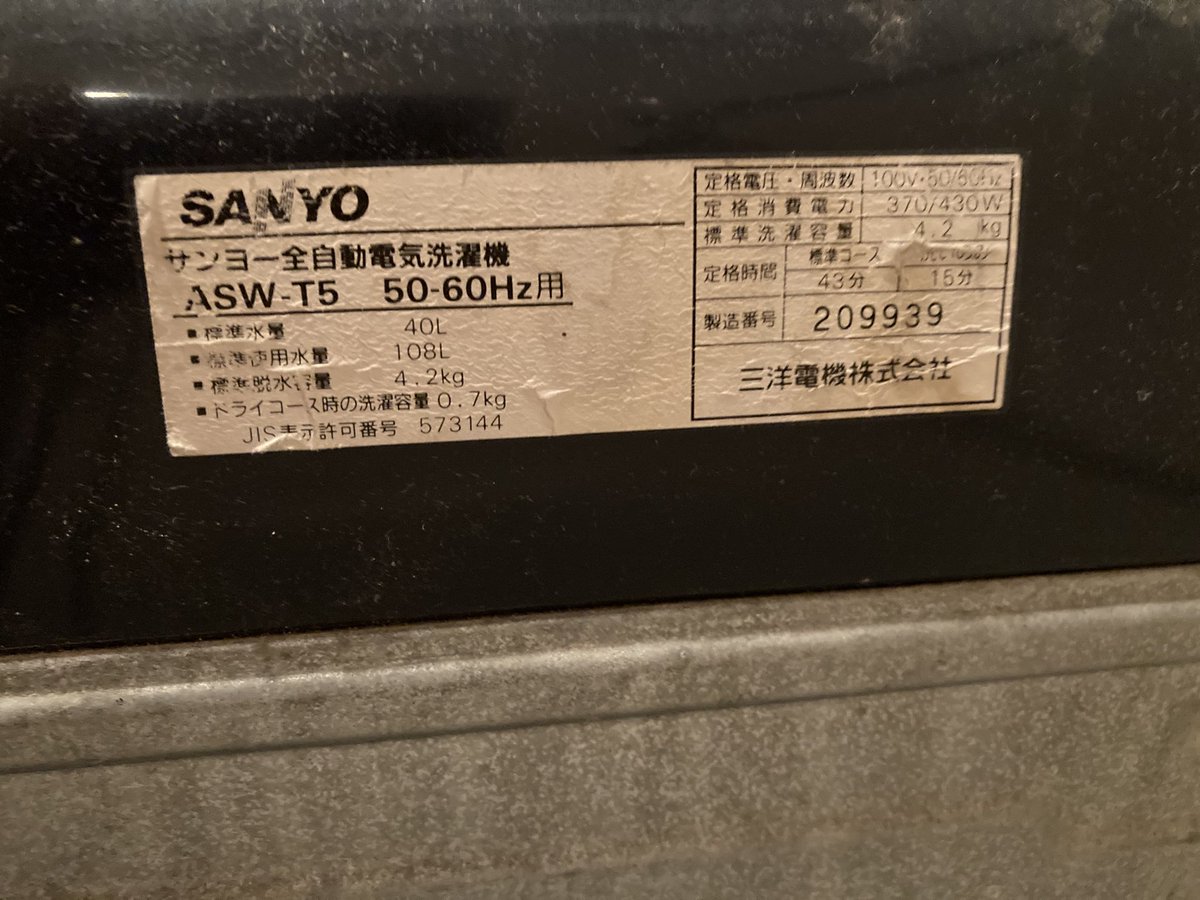 SANYO
サンヨー全自動電気洗濯機
ASW-T5 50-60Hz用
■標準水量 40L
■標準使用水量 108L
■標準脱水容量 4.2kg
■ドライコース時の洗濯容量 0.7kg
JIS表示許可番号 573144
定格電圧・周波数 100V・50/60Hz
定格消費電力 370/430W
標準洗濯容量 4.2 kg
定格時間 標準コース
43分 15分
製造番号 209939
三洋電機株式会社